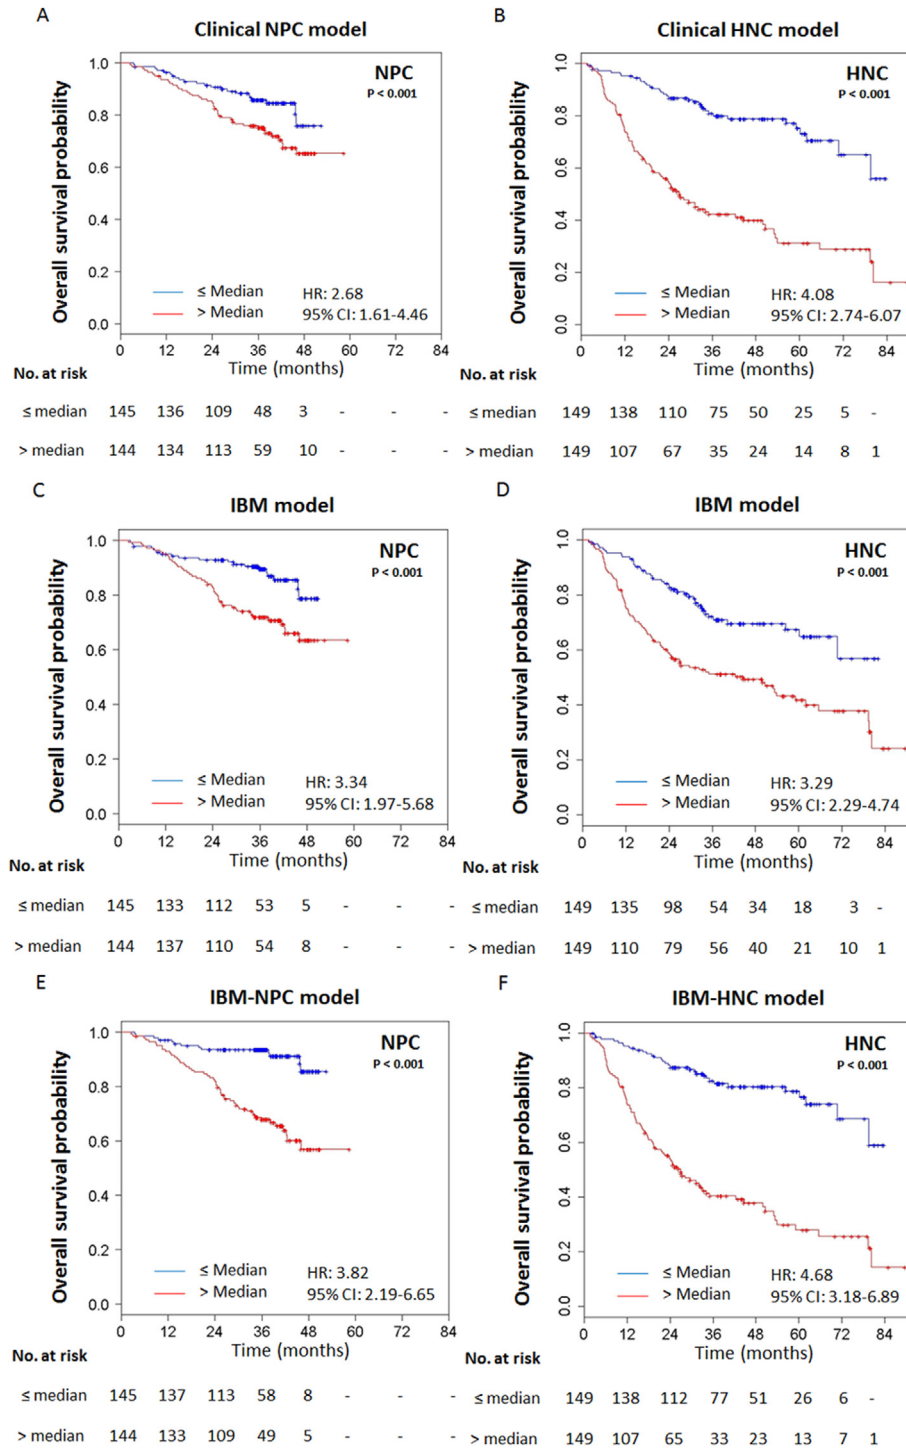 A
Clinical NPC model
NPC
P < 0.001
Overall survival probability
1.0
0.8
0.6
0.4
0.2
0.0
≤ Median
> Median
HR: 2.68
95% CI: 1.61-4.46
0 12 24 36 48 60 72 84
Time (months)
No. at risk
≤ median 145 136 109 48 3 - - -
> median 144 134 113 59 10 - - -
B
Clinical HNC model
HNC
P < 0.001
Overall survival probability
1.0
0.8
0.6
0.4
0.2
0.0
≤ Median
> Median
HR: 4.08
95% CI: 2.74-6.07
0 12 24 36 48 60 72 84
Time (months)
No. at risk
≤ median 149 138 110 75 50 25 5 -
> median 149 107 67 35 24 14 8 1
C
IBM model
NPC
P < 0.001
Overall survival probability
1.0
0.8
0.6
0.4
0.2
0.0
≤ Median
> Median
HR: 3.34
95% CI: 1.97-5.68
0 12 24 36 48 60 72 84
Time (months)
No. at risk
≤ median 145 133 112 53 5 - - -
> median 144 137 110 54 8 - - -
D
IBM model
HNC
P < 0.001
Overall survival probability
1.0
0.8
0.6
0.4
0.2
0.0
≤ Median
> Median
HR: 3.29
95% CI: 2.29-4.74
0 12 24 36 48 60 72 84
Time (months)
No. at risk
≤ median 149 135 98 54 34 18 3 -
> median 149 110 79 56 40 21 10 1
E
IBM-NPC model
NPC
P < 0.001
Overall survival probability
1.0
0.8
0.6
0.4
0.2
0.0
≤ Median
> Median
HR: 3.82
95% CI: 2.19-6.65
0 12 24 36 48 60 72 84
Time (months)
No. at risk
≤ median 145 137 113 58 8 - - -
> median 144 133 109 49 5 - - -
F
IBM-HNC model
HNC
P < 0.001
Overall survival probability
1.0
0.8
0.6
0.4
0.2
0.0
≤ Median
> Median
HR: 4.68
95% CI: 3.18-6.89
0 12 24 36 48 60 72 84
Time (months)
No. at risk
≤ median 149 138 112 77 51 26 6 -
> median 149 107 65 33 23 13 7 1